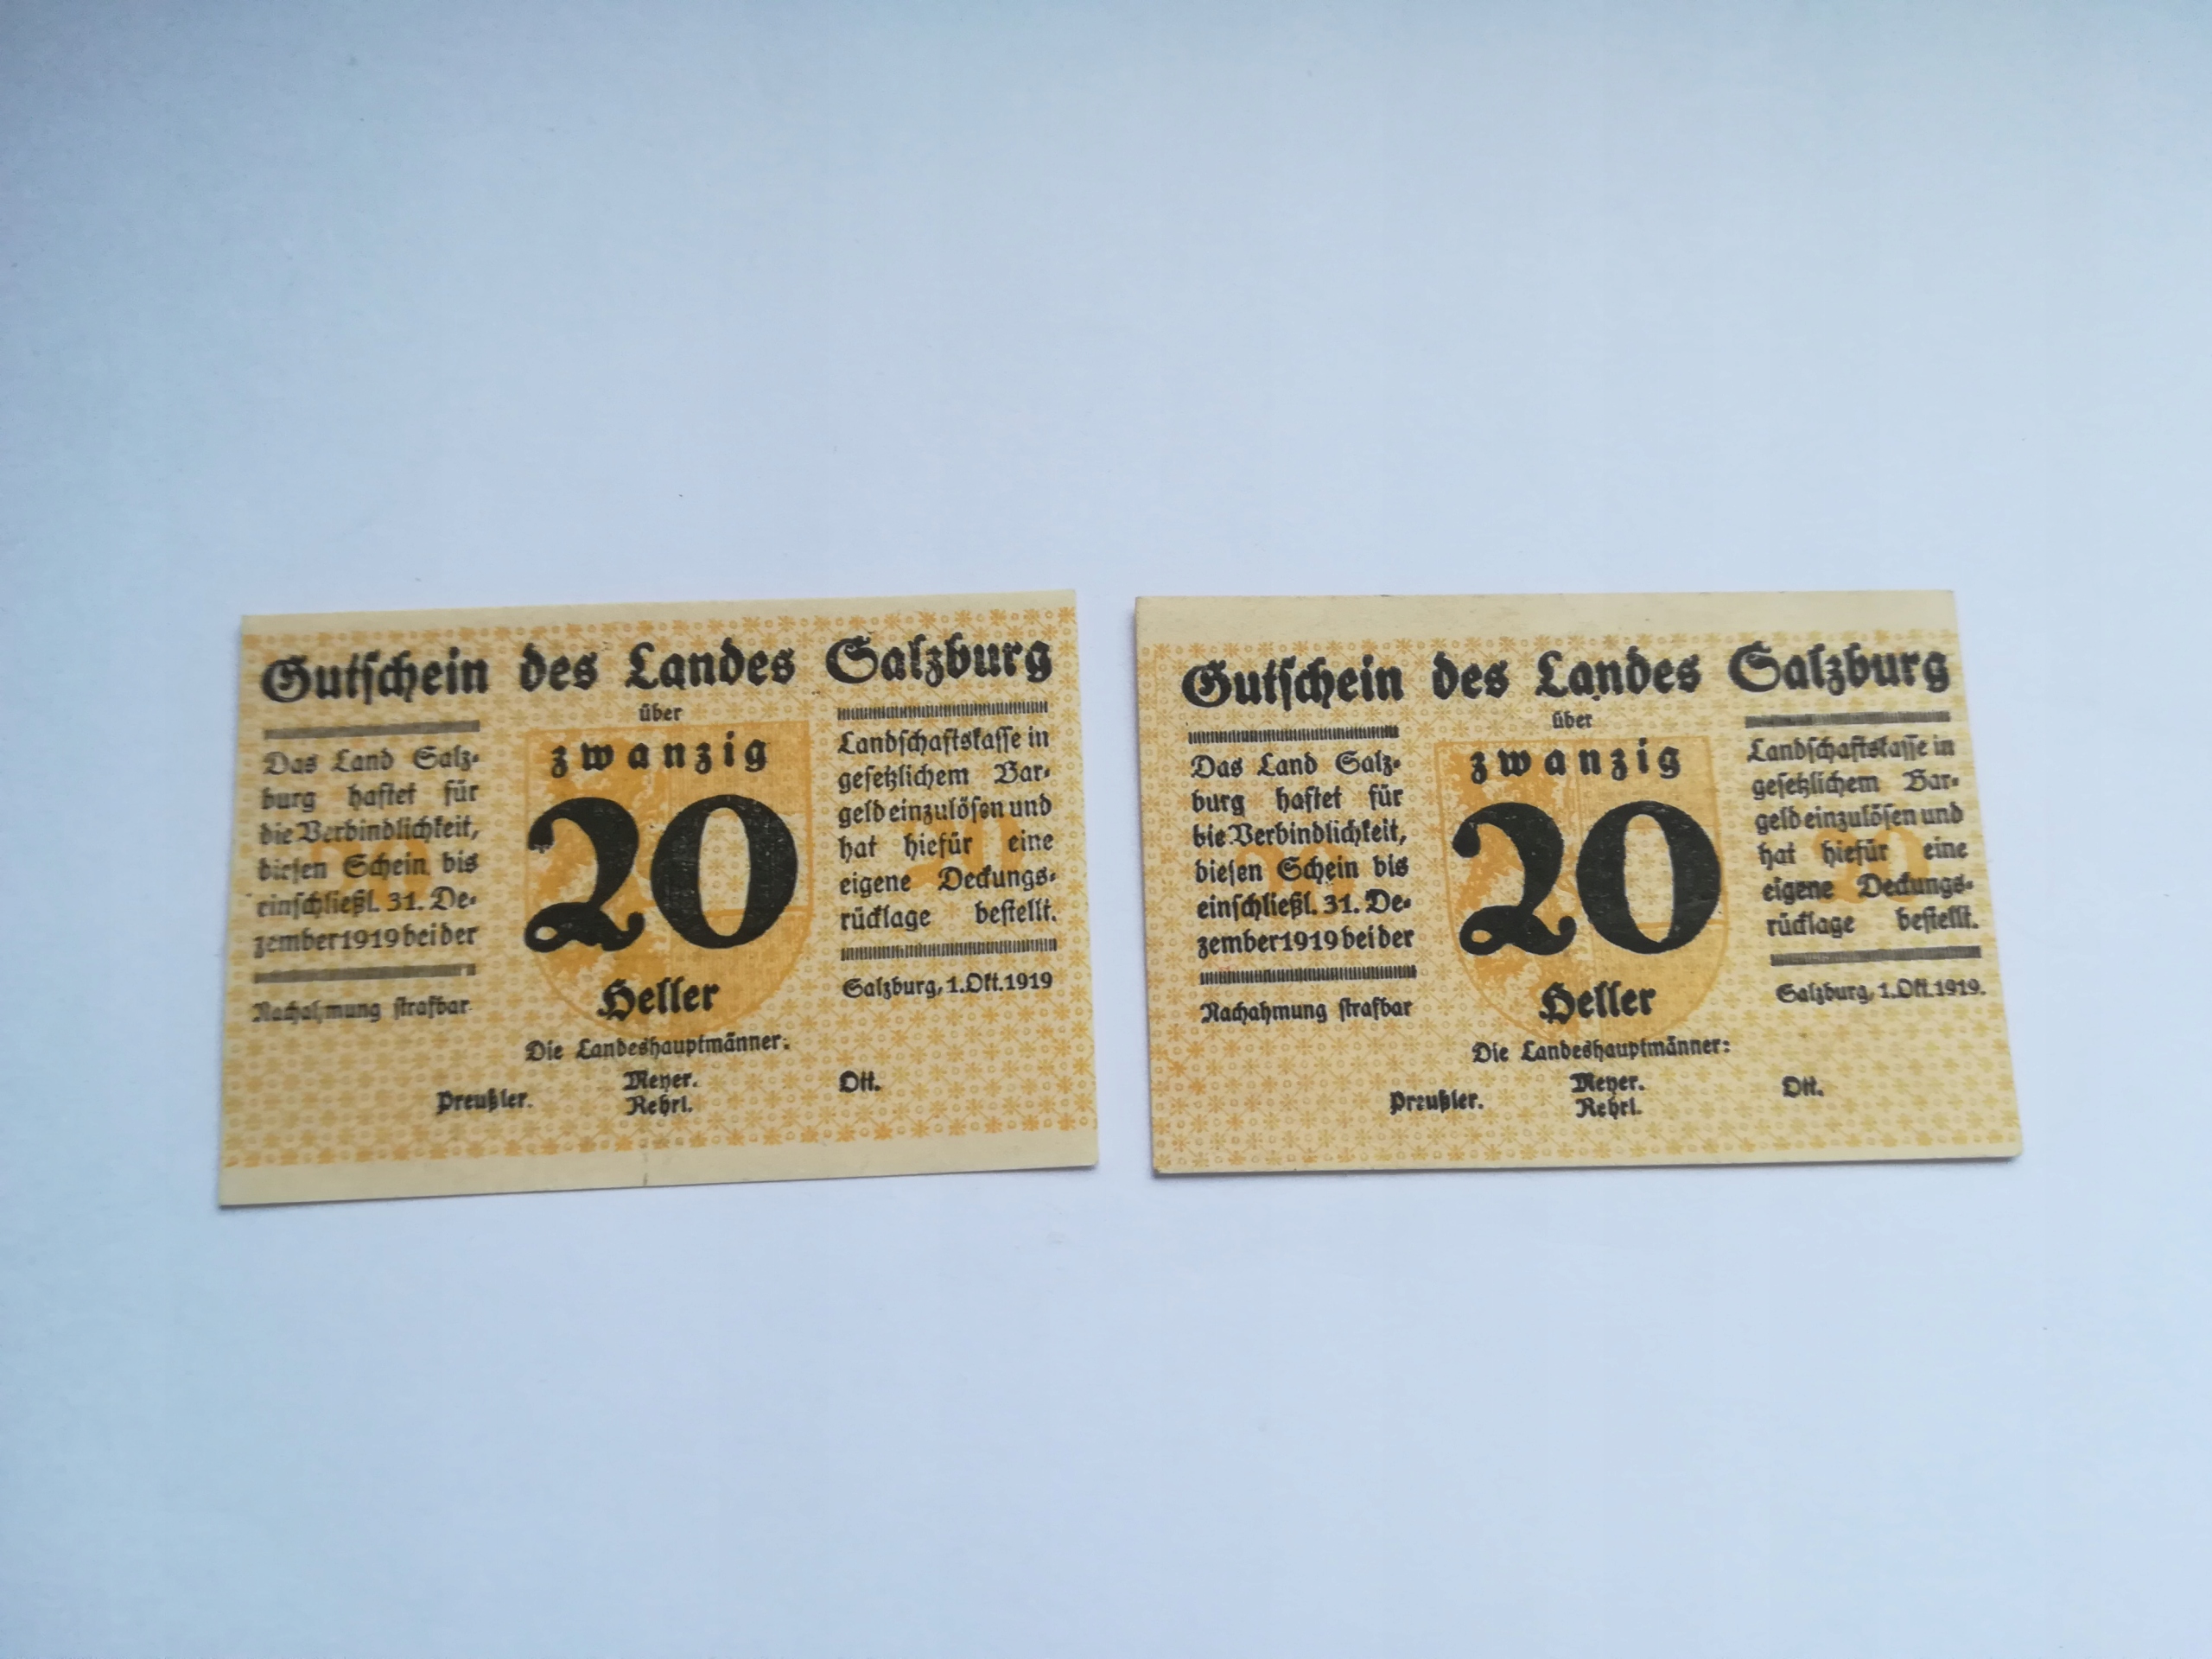 Gutschein des Landes Salzburg
über
zwanzig
20
Heller
Das Land Salz-
burg haftet für
die Verbindlichkeit,
diesen Schein bis
einschließl. 31. De-
zember 1919 bei der
Nachahmung strafbar
Landschaftskasse in
gesetzlichem Bar-
geld einzulösen und
hat hiefür eine
eigene Deckungs-
rücklage bestellt.
Salzburg, 1. Okt. 1919
Die Landeshauptmänner:
Preußler.
Meyer.
Rehrl.
Ott.
Gutschein des Landes Salzburg
über
zwanzig
20
Heller
Das Land Salz-
burg haftet für
die Verbindlichkeit,
diesen Schein bis
einschließl. 31. De-
zember 1919 bei der
Nachahmung strafbar
Landschaftskasse in
gesetzlichem Bar-
geld einzulösen und
hat hiefür eine
eigene Deckungs-
rücklage bestellt.
Salzburg, 1. Okt. 1919.
Die Landeshauptmänner:
Preußler.
Meyer.
Rehrl.
Ott.